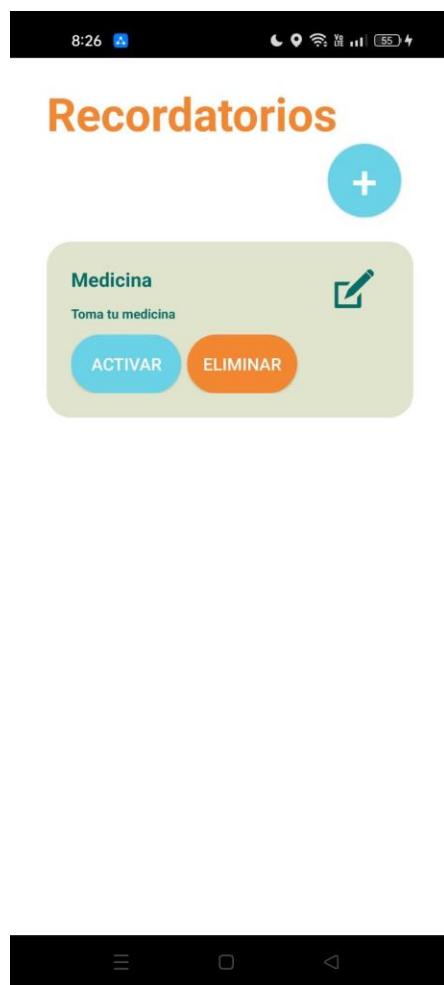 8:26
55
Recordatorios
+
Medicina
Toma tu medicina
ACTIVAR ELIMINAR